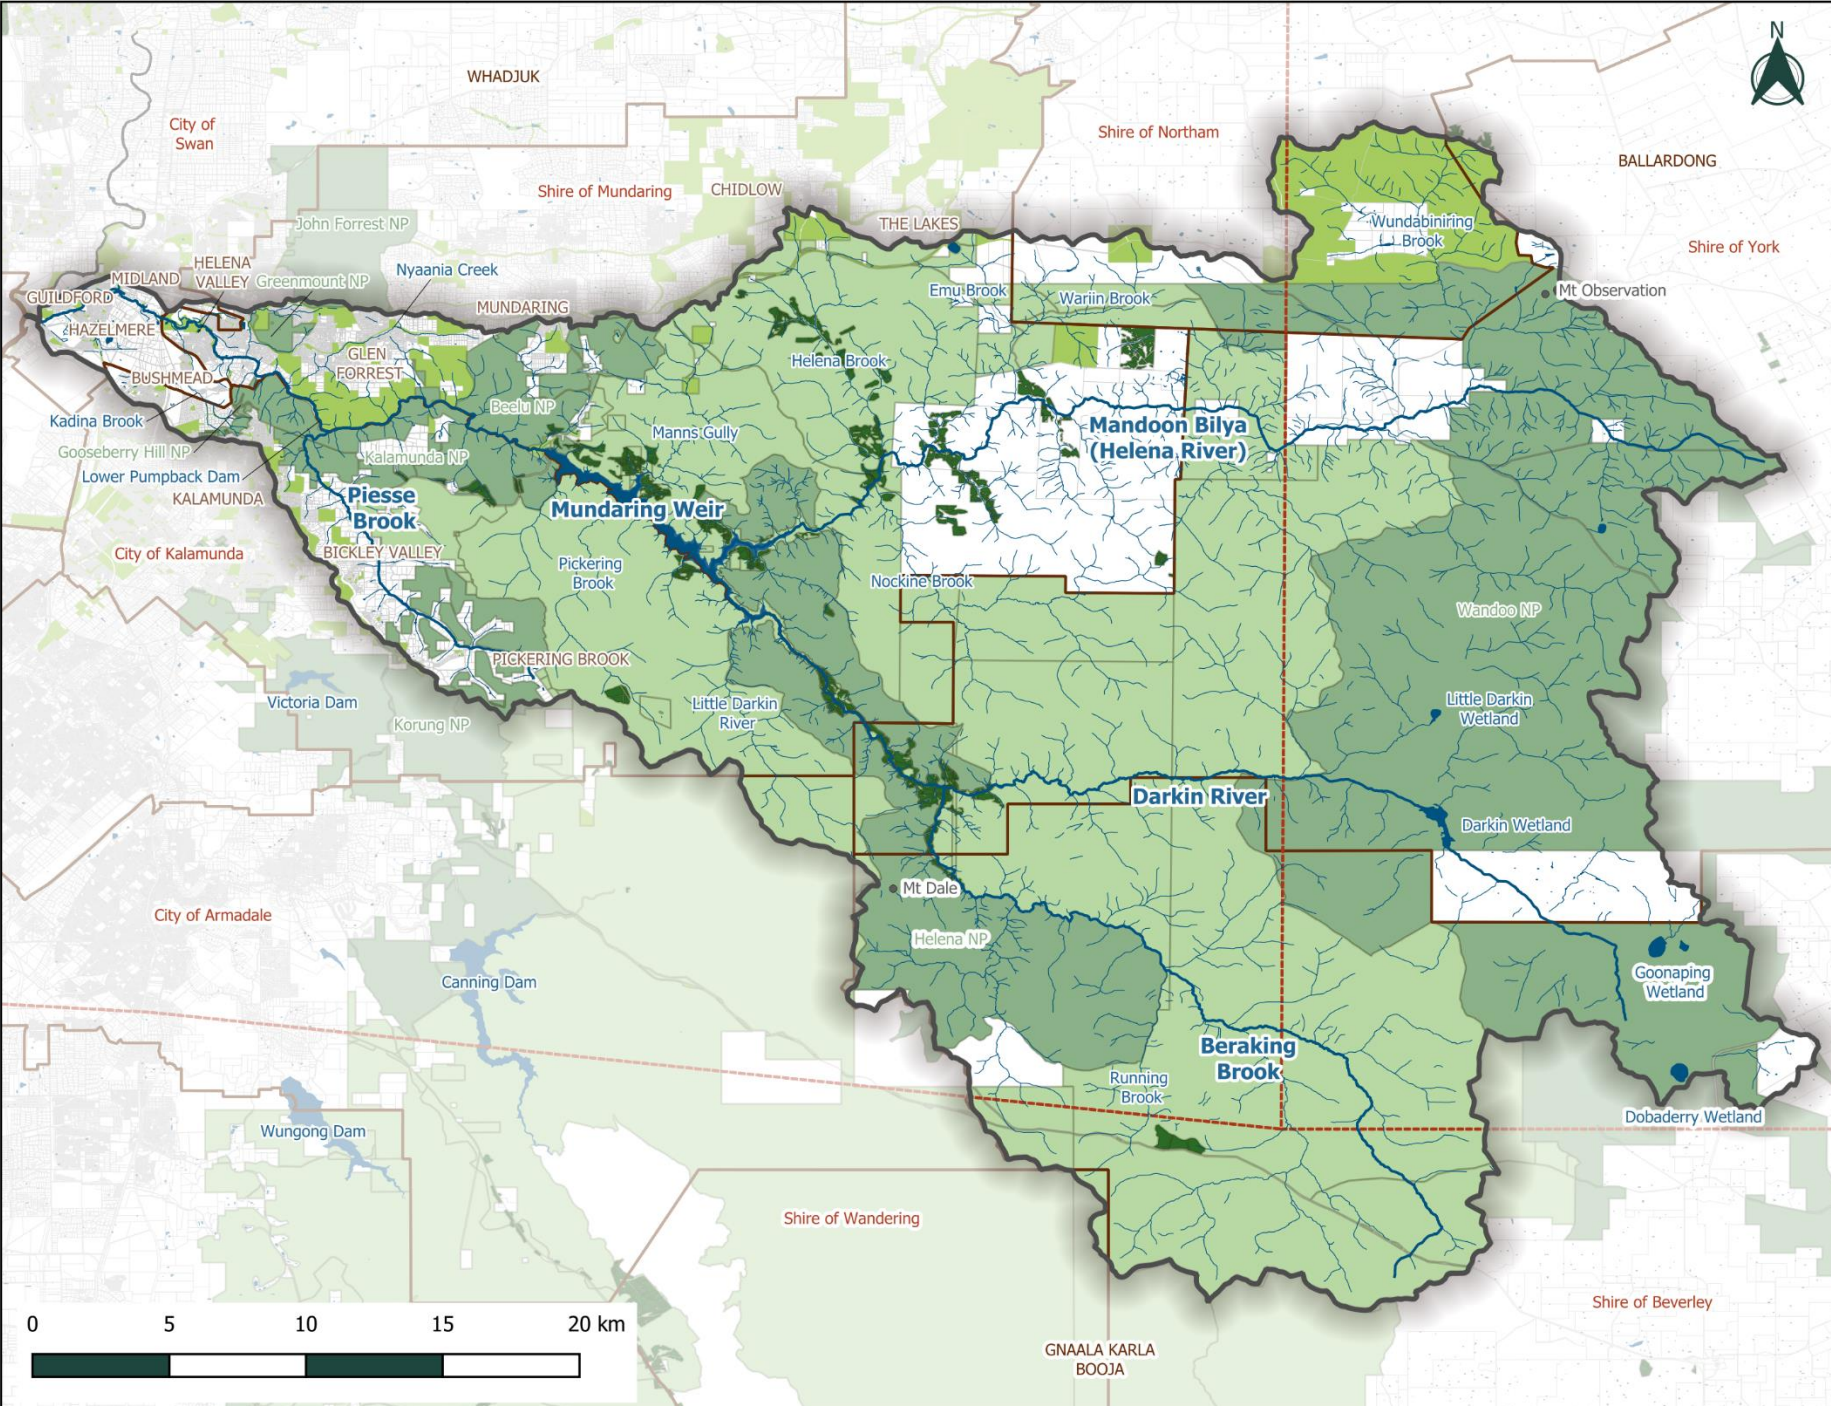 N
WHADJUK
City of
Swan
Shire of Northam
BALLARDONG
Shire of Mundaring
CHIDLOW
John Forrest NP
THE LAKES
Wundabiniring
Brook
Shire of York
HELENA
VALLEY
MIDLAND
Greenmount NP
Nyaania Creek
GUILDFORD
MUNDARING
Emu Brook
Wariin Brook
Mt Observation
HAZELMERE
GLEN
FORREST
Helena Brook
BUSHMEAD
Beelu NP
Kadina Brook
Manns Gully
Mandoon Bilya
(Helena River)
Gooseberry Hill NP
Kalamunda NP
Lower Pumpback Dam
KALAMUNDA
Piesse
Brook
Mundaring Weir
City of Kalamunda
BICKLEY VALLEY
Pickering
Brook
Nockine Brook
Wandoo NP
PICKERING BROOK
Victoria Dam
Korung NP
Little Darkin
River
Little Darkin
Wetland
Darkin River
Darkin Wetland
Mt Dale
City of Armadale
Helena NP
Canning Dam
Goonaping
Wetland
Beraking
Brook
Running
Brook
Dobaderry Wetland
Wungong Dam
Shire of Wandering
Shire of Beverley
0 5 10 15 20 km
GNAALA KARLA
BOOJA